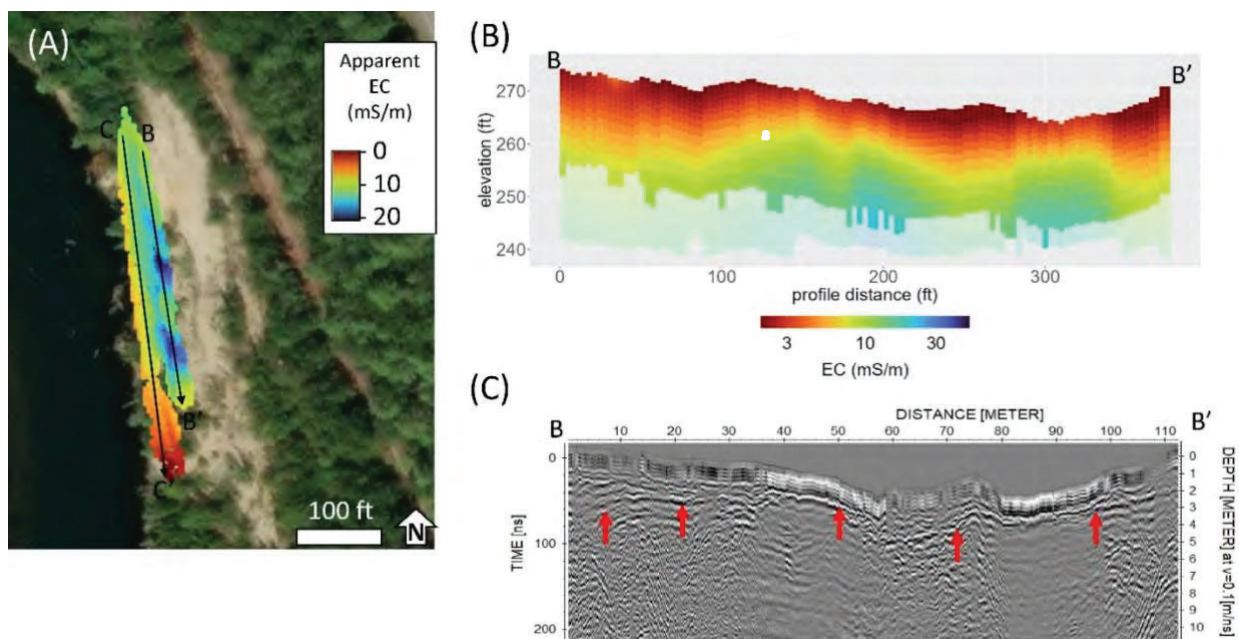 (A)
Apparent
EC
(mS/m)
0
10
20
C
B
B'
C'
100 ft
N
(B)
B
B'
270
260
250
240
elevation (ft)
0
100
200
300
profile distance (ft)
3
10
30
EC (mS/m)
(C)
DISTANCE [METER]
B
B'
10
20
30
40
50
60
70
80
90
100
110
0
100
200
TIME [ns]
0
1
2
3
4
5
6
7
8
9
10
DEPTH [METER] at v=0.1[m/ns]